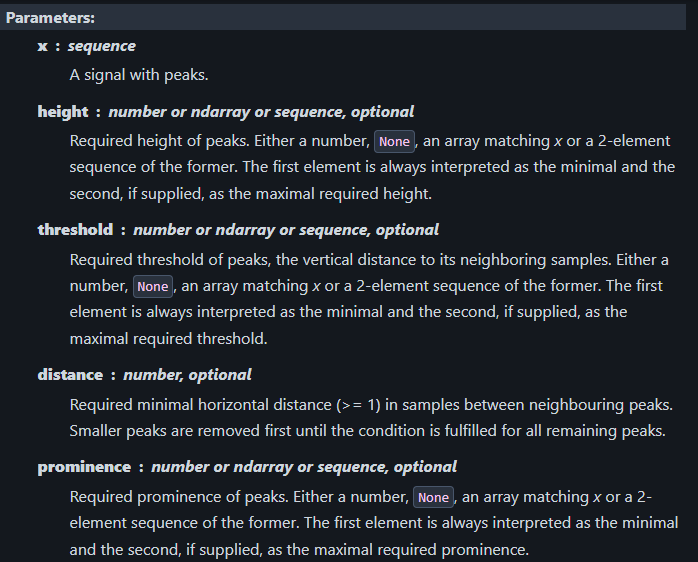 Parameters:
x : sequence
A signal with peaks.
height : number or ndarray or sequence, optional
Required height of peaks. Either a number, None, an array matching x or a 2-element
sequence of the former. The first element is always interpreted as the minimal and the
second, if supplied, as the maximal required height.
threshold : number or ndarray or sequence, optional
Required threshold of peaks, the vertical distance to its neighboring samples. Either a
number, None, an array matching x or a 2-element sequence of the former. The first
element is always interpreted as the minimal and the second, if supplied, as the
maximal required threshold.
distance : number, optional
Required minimal horizontal distance (>= 1) in samples between neighbouring peaks.
Smaller peaks are removed first until the condition is fulfilled for all remaining peaks.
prominence : number or ndarray or sequence, optional
Required prominence of peaks. Either a number, None, an array matching x or a 2-
element sequence of the former. The first element is always interpreted as the minimal
and the second, if supplied, as the maximal required prominence.